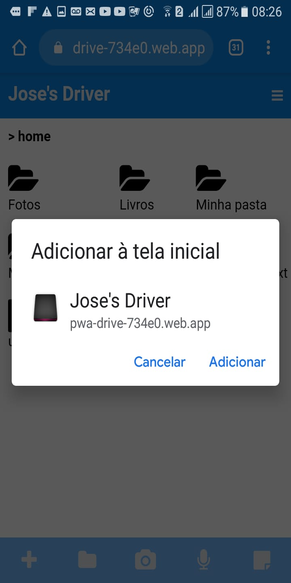 87% 08:26
drive-734e0.web.app
31
Jose's Driver
> home
Fotos Livros Minha pasta
Adicionar à tela inicial
Jose's Driver
pwa-drive-734e0.web.app
Cancelar Adicionar